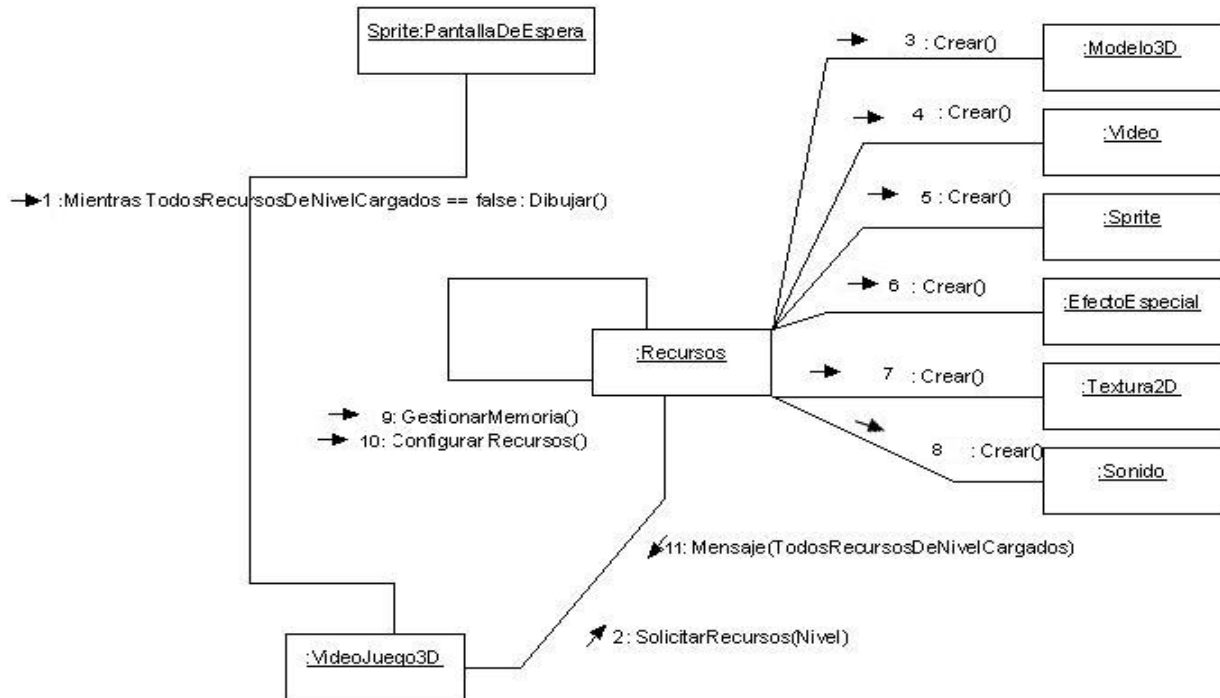 Sprite:PantallaDeEspera
3 : Crear()
:Modelo3D
4 : Crear()
:Video
1 :Mientras TodosRecursosDeNivelCargados == false: Dibujar()
5 : Crear()
:Sprite
6 : Crear()
:EfectoEspecial
:Recursos
7 : Crear()
:Textura2D
9: GestionarMemoria()
10: Configurar Recursos()
8 : Crear()
:Sonido
11: Mensaje(TodosRecursosDeNivelCargados)
2: SolicitarRecursos(Nivel)
:VideoJuego3D